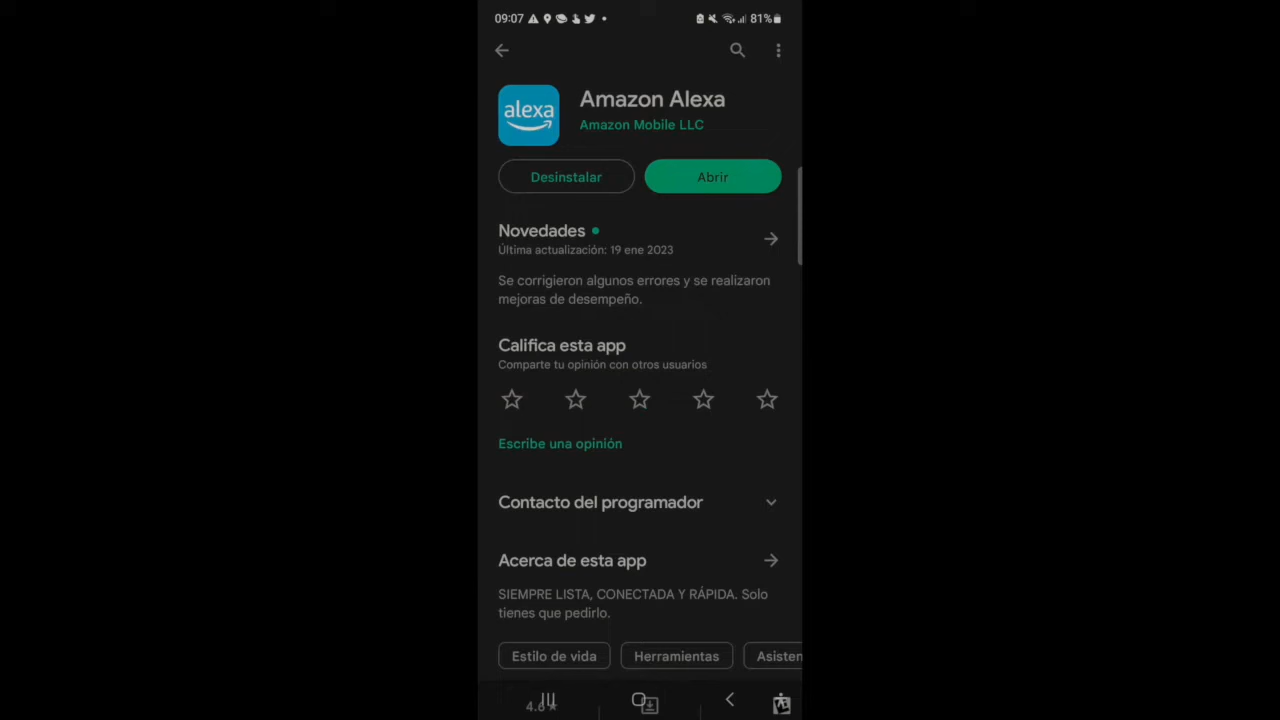 09:07
81%
alexa
Amazon Alexa
Amazon Mobile LLC
Desinstalar
Abrir
Novedades
Última actualización: 19 ene 2023
Se corrigieron algunos errores y se realizaron
mejoras de desempeño.
Califica esta app
Comparte tu opinión con otros usuarios
Escribe una opinión
Contacto del programador
Acerca de esta app
SIEMPRE LISTA, CONECTADA Y RÁPIDA. Solo
tienes que pedirlo.
Estilo de vida
Herramientas
Asisten